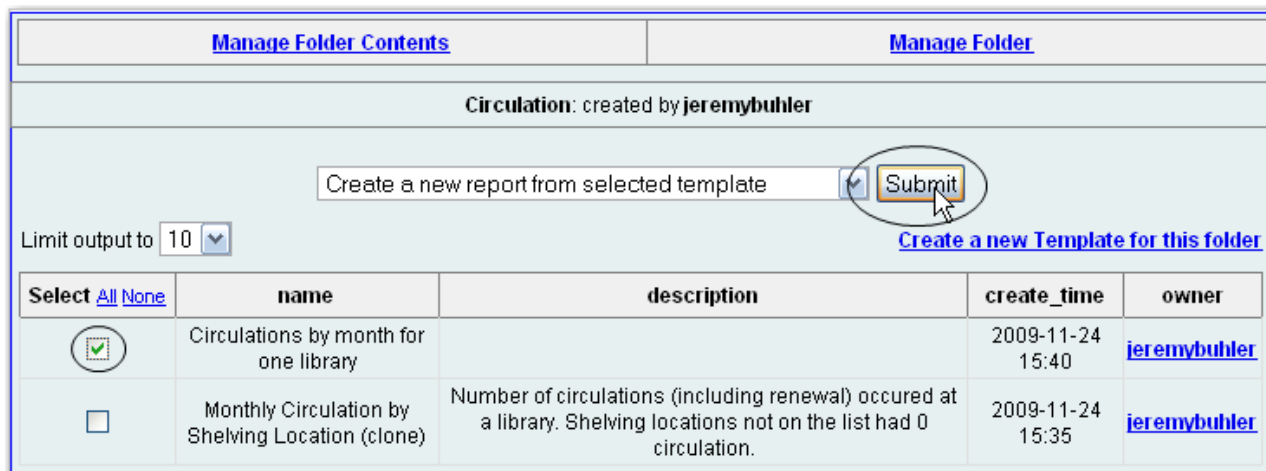 Manage Folder Contents
Manage Folder
Circulation: created by jeremybuhler
Create a new report from selected template
Submit
Limit output to 10
Create a new Template for this folder
Select All None
name
description
create_time
owner
Circulations by month for
one library
2009-11-24
15:40
jeremybuhler
Monthly Circulation by
Shelving Location (clone)
Number of circulations (including renewal) occured at
a library. Shelving locations not on the list had 0
circulation.
2009-11-24
15:35
jeremybuhler